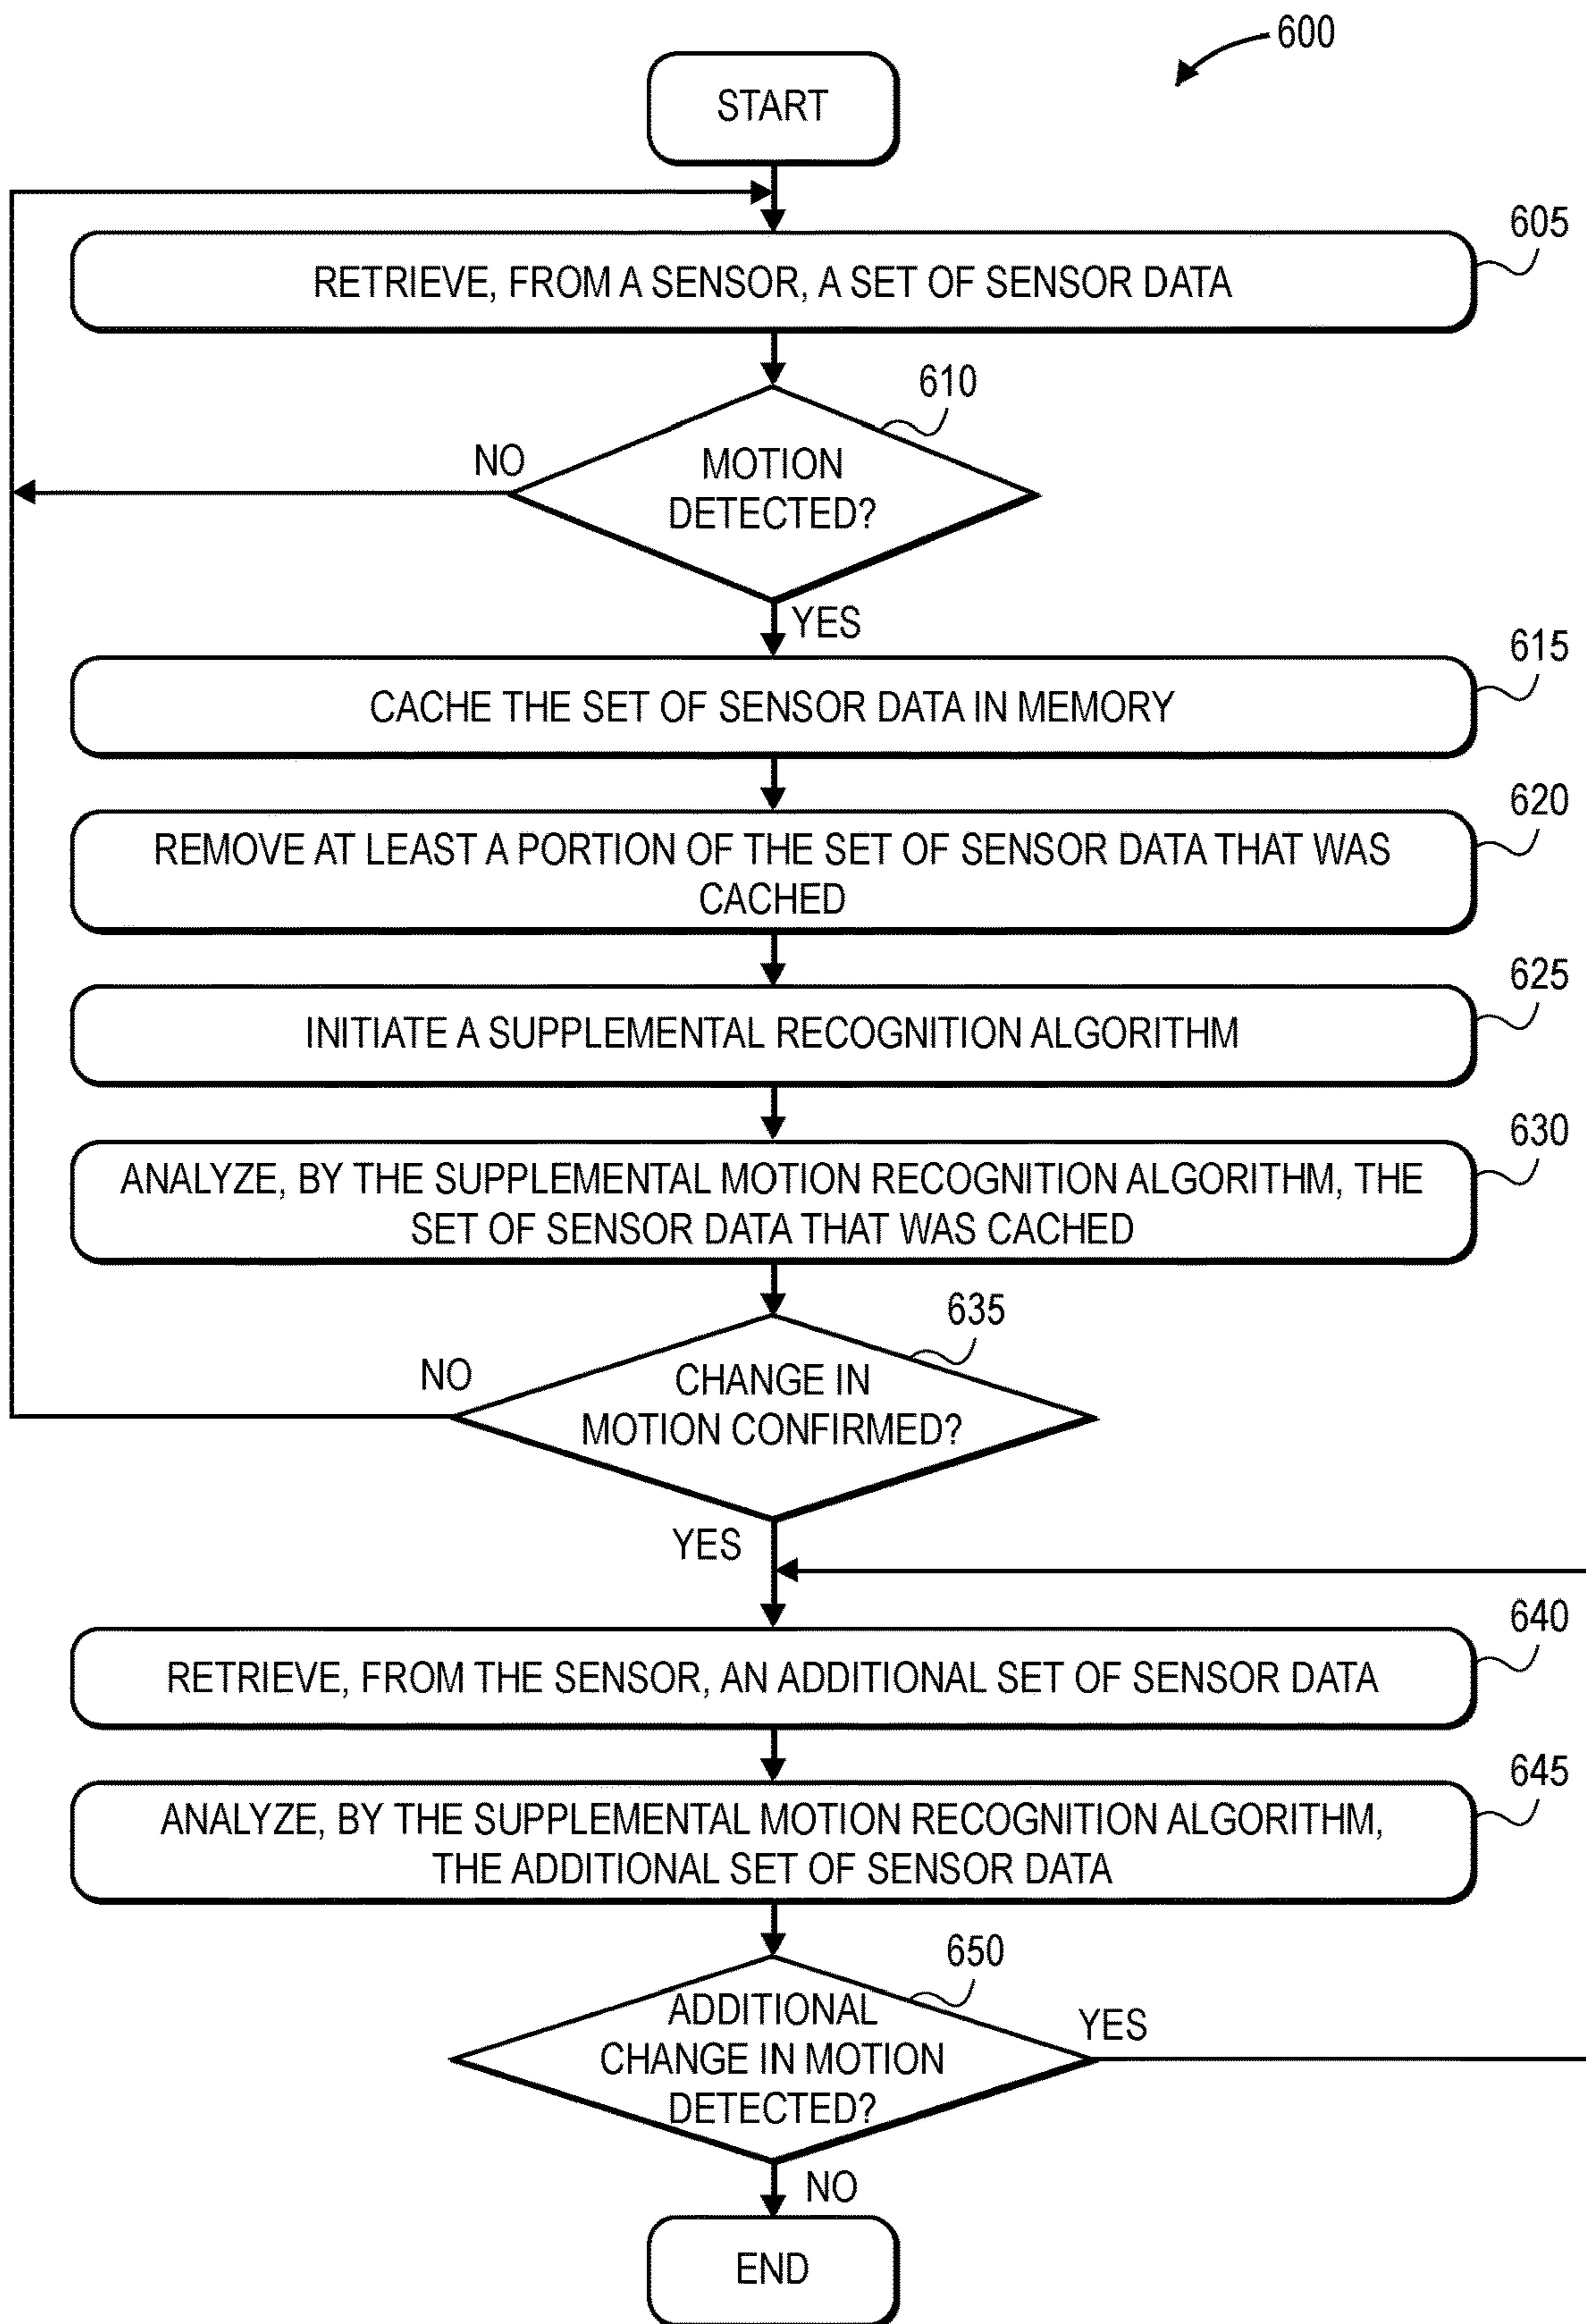 600
START
605
RETRIEVE, FROM A SENSOR, A SET OF SENSOR DATA
610
MOTION
DETECTED?
NO
YES
615
CACHE THE SET OF SENSOR DATA IN MEMORY
620
REMOVE AT LEAST A PORTION OF THE SET OF SENSOR DATA THAT WAS
CACHED
625
INITIATE A SUPPLEMENTAL RECOGNITION ALGORITHM
630
ANALYZE, BY THE SUPPLEMENTAL MOTION RECOGNITION ALGORITHM, THE
SET OF SENSOR DATA THAT WAS CACHED
635
CHANGE IN
MOTION CONFIRMED?
NO
YES
640
RETRIEVE, FROM THE SENSOR, AN ADDITIONAL SET OF SENSOR DATA
645
ANALYZE, BY THE SUPPLEMENTAL MOTION RECOGNITION ALGORITHM,
THE ADDITIONAL SET OF SENSOR DATA
650
ADDITIONAL
CHANGE IN MOTION
DETECTED?
YES
NO
END